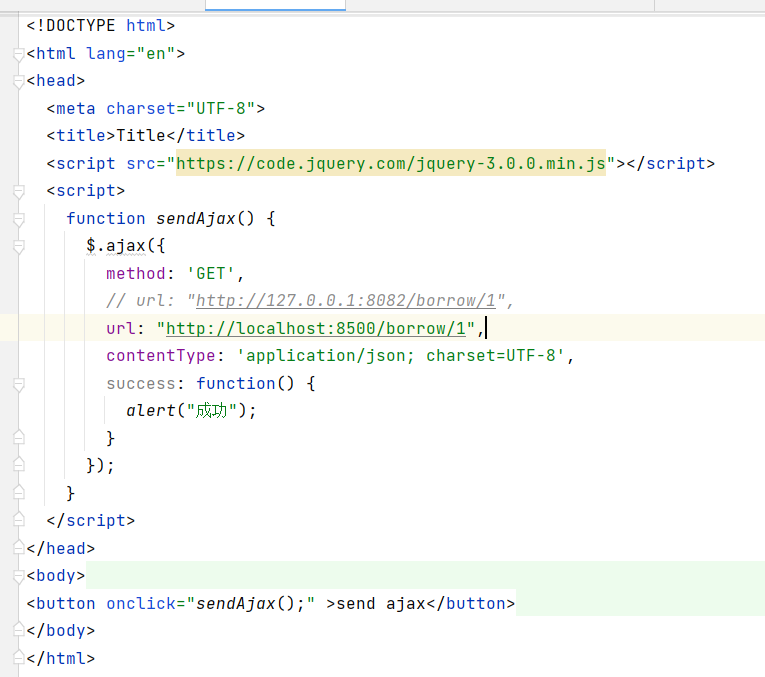 <!DOCTYPE html>
<html lang="en">
<head>
  <meta charset="UTF-8">
  <title>Title</title>
  <script src="https://code.jquery.com/jquery-3.0.0.min.js"></script>
  <script>
    function sendAjax() {
      $.ajax({
        method: 'GET',
        // url: "http://127.0.0.1:8082/borrow/1",
        url: "http://localhost:8500/borrow/1",
        contentType: 'application/json; charset=UTF-8',
        success: function() {
          alert("成功");
        }
      });
    }
  </script>
</head>
<body>
<button onclick="sendAjax();" >send ajax</button>
</body>
</html>